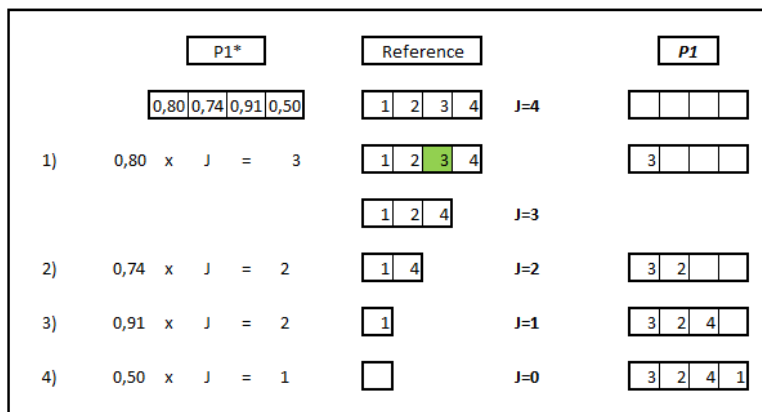 P1* Reference P1
0,80 0,74 0,91 0,50 1 2 3 4 J=4
1) 0,80 x J = 3 1 2 3 4 3
1 2 4 J=3
2) 0,74 x J = 2 1 4 J=2 3 2
3) 0,91 x J = 2 1 J=1 3 2 4
4) 0,50 x J = 1 J=0 3 2 4 1